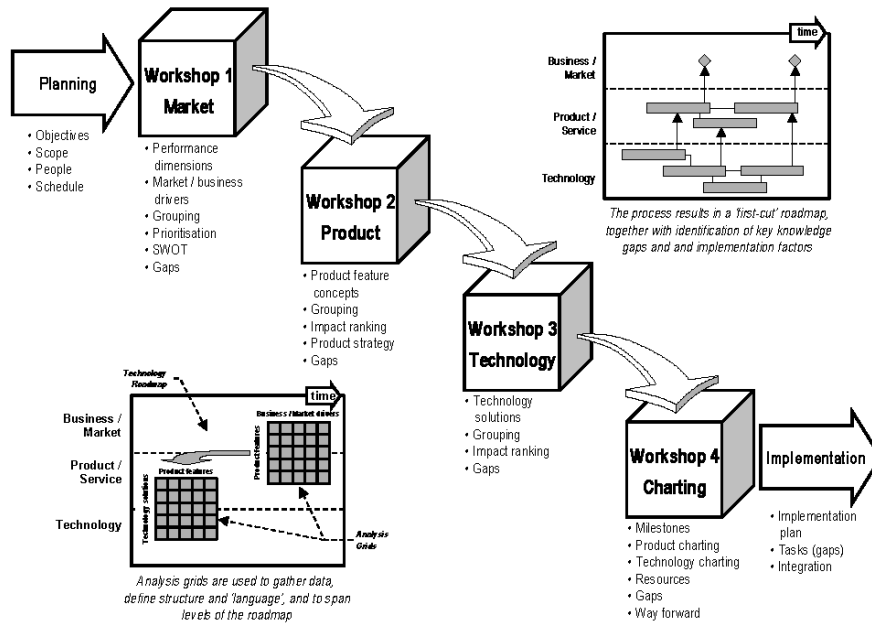 Planning
• Objectives
• Scope
• People
• Schedule
Workshop 1
Market
• Performance
dimensions
• Market / business
drivers
• Grouping
• Prioritisation
• SWOT
• Gaps
Workshop 2
Product
• Product feature
concepts
• Grouping
• Impact ranking
• Product strategy
• Gaps
Workshop 3
Technology
• Technology
solutions
• Grouping
• Impact ranking
• Gaps
Workshop 4
Charting
• Milestones
• Product charting
• Technology charting
• Resources
• Gaps
• Way forward
Implementation
• Implementation
plan
• Tasks (gaps)
• Integration
time
Business /
Market
Product /
Service
Technology
The process results in a 'first-cut' roadmap,
together with identification of key knowledge
gaps and and implementation factors
Technology
Roadmap
time
Business /
Market
Product /
Service
Technology
Business / Market drivers
Product features
Product features
Technology solutions
Analysis
Grids
Analysis grids are used to gather data,
define structure and 'language', and to span
levels of the roadmap